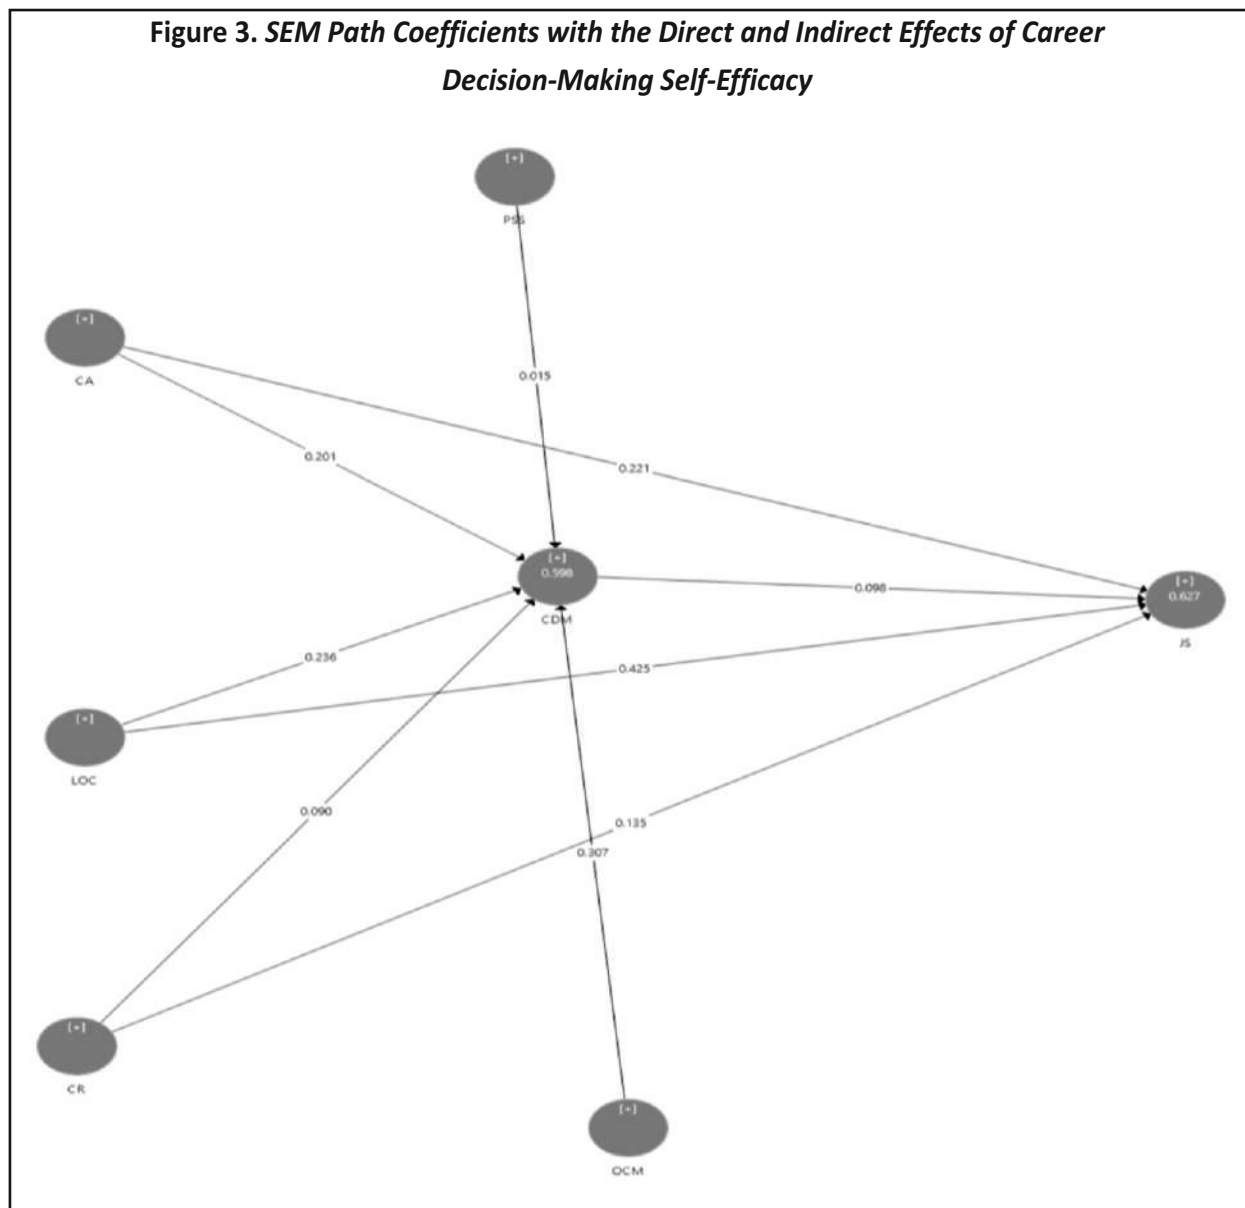 Figure 3. SEM Path Coefficients with the Direct and Indirect Effects of Career
Decision-Making Self-Efficacy
[+]
PSS
[+]
CA
0.015
0.201
0.221
[+]
0.598
CDM
0.098
[+]
0.627
JS
0.236
0.425
[+]
LOC
0.090
0.135
0.307
[+]
CR
[+]
OCM